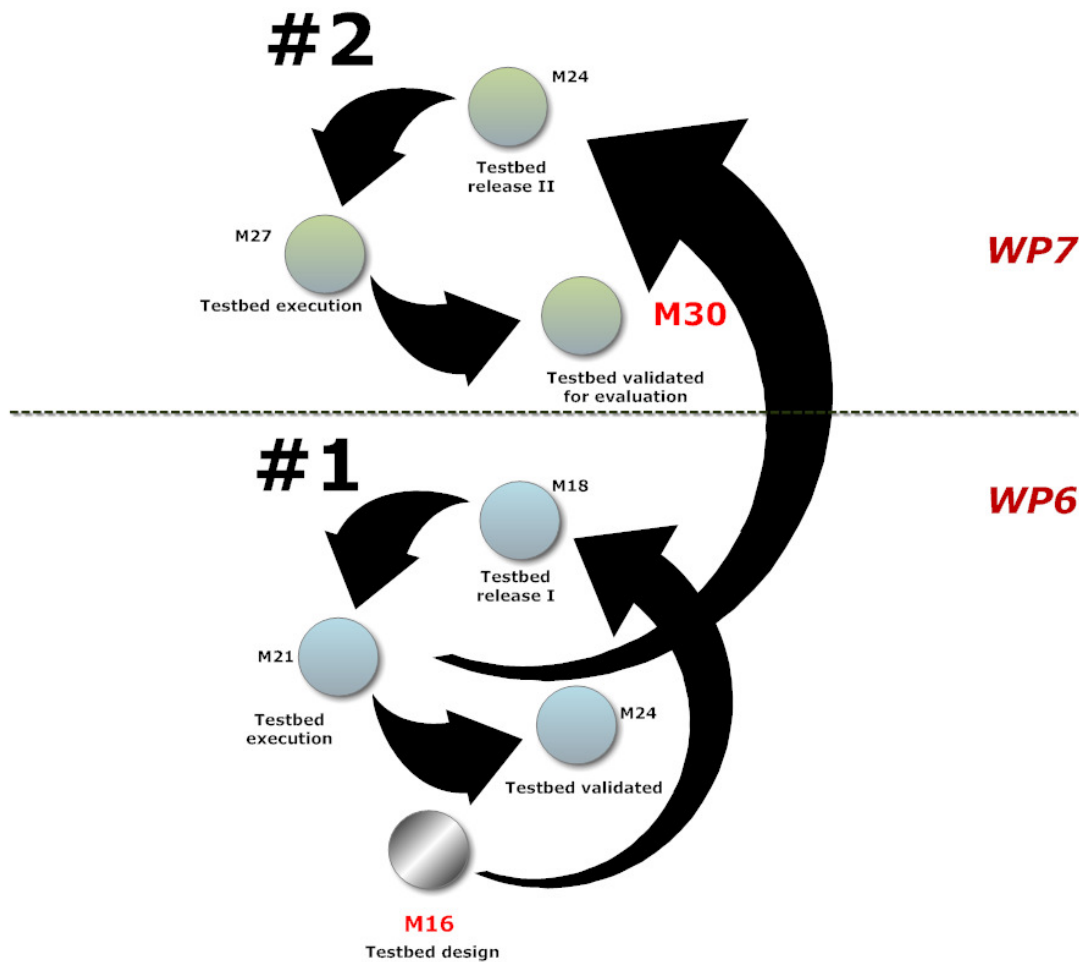 #2
M24
Testbed
release II
M27
Testbed execution
WP7
M30
Testbed validated
for evaluation
#1
WP6
M18
Testbed
release I
M21
Testbed
execution
M24
Testbed validated
M16
Testbed design